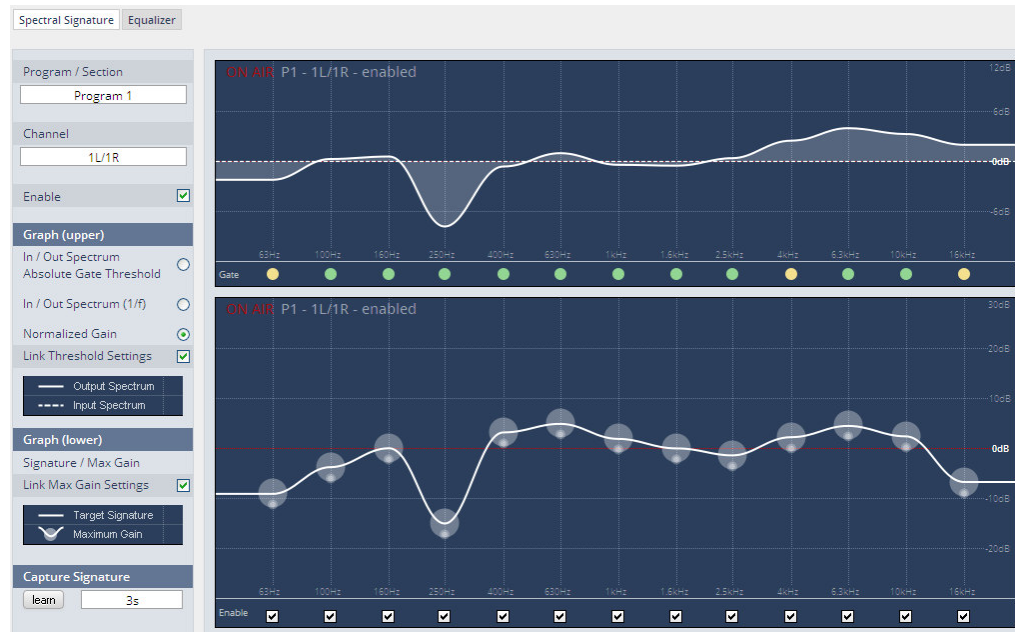 Spectral Signature
Equalizer
Program / Section
Program 1
Channel
1L/1R
Enable
Graph (upper)
In / Out Spectrum
Absolute Gate Threshold
In / Out Spectrum (1/f)
Normalized Gain
Link Threshold Settings
Output Spectrum
Input Spectrum
Graph (lower)
Signature / Max Gain
Link Max Gain Settings
Target Signature
Maximum Gain
Capture Signature
learn
3s
ON AIR P1 - 1L/1R - enabled
12dB
6dB
0dB
-6dB
63Hz 100Hz 160Hz 250Hz 400Hz 630Hz 1kHz 1.6kHz 2.5kHz 4kHz 6.3kHz 10kHz 16kHz
Gate
ON AIR P1 - 1L/1R - enabled
30dB
-20dB
-10dB
0dB
-10dB
-20dB
63Hz 100Hz 160Hz 250Hz 400Hz 630Hz 1kHz 1.6kHz 2.5kHz 4kHz 6.3kHz 10kHz 16kHz
Enable